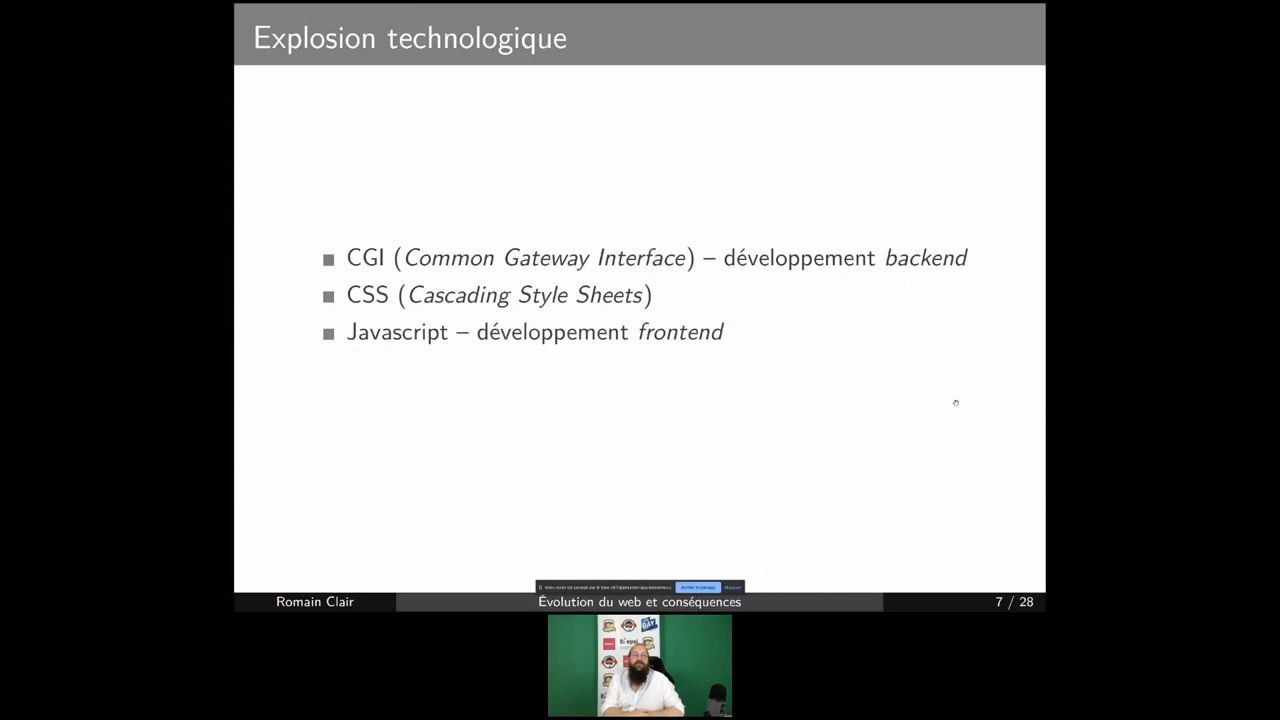 Explosion technologique
CGI (Common Gateway Interface) – développement backend
CSS (Cascading Style Sheets)
Javascript – développement frontend
Romain Clair
Évolution du web et conséquences
7 / 28
epsi